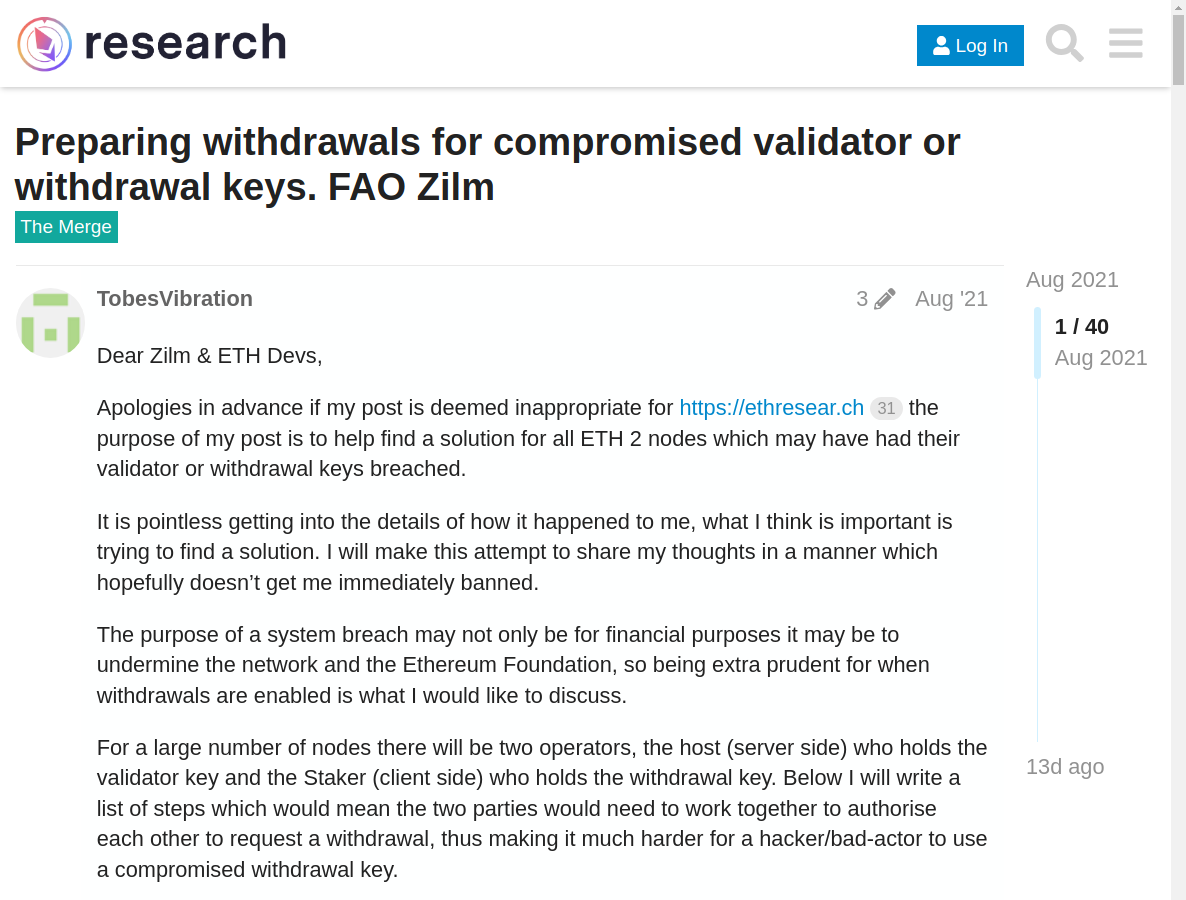 research
Log In
Preparing withdrawals for compromised validator or
withdrawal keys. FAO Zilm
The Merge
TobesVibration
3
Aug '21
Dear Zilm & ETH Devs,
Apologies in advance if my post is deemed inappropriate for https://ethresear.ch 31 the
purpose of my post is to help find a solution for all ETH 2 nodes which may have had their
validator or withdrawal keys breached.
It is pointless getting into the details of how it happened to me, what I think is important is
trying to find a solution. I will make this attempt to share my thoughts in a manner which
hopefully doesn’t get me immediately banned.
The purpose of a system breach may not only be for financial purposes it may be to
undermine the network and the Ethereum Foundation, so being extra prudent for when
withdrawals are enabled is what I would like to discuss.
For a large number of nodes there will be two operators, the host (server side) who holds the
validator key and the Staker (client side) who holds the withdrawal key. Below I will write a
list of steps which would mean the two parties would need to work together to authorise
each other to request a withdrawal, thus making it much harder for a hacker/bad-actor to use
a compromised withdrawal key.
Aug 2021
1 / 40
Aug 2021
13d ago